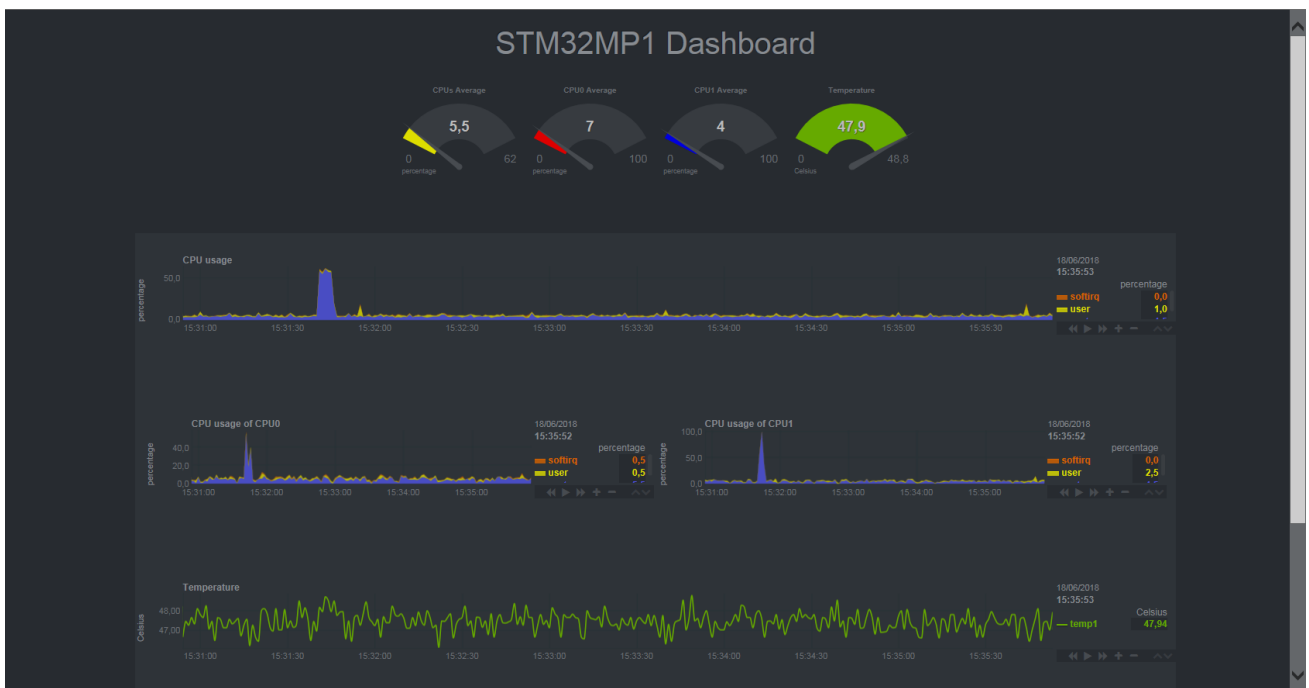 STM32MP1 Dashboard
CPUs Average
5,5
0 62
percentage
CPU0 Average
7
0 100
percentage
CPU1 Average
4
0 100
percentage
Temperature
47,9
0 48,8
Celsius
CPU usage
percentage
50,0
0,0
15:31:00 15:31:30 15:32:00 15:32:30 15:33:00 15:33:30 15:34:00 15:34:30 15:35:00 15:35:30
18/06/2018
15:35:53
percentage
softirq 0,0
user 1,0
CPU usage of CPU0
percentage
40,0
20,0
0,0
15:31:00 15:32:00 15:33:00 15:34:00 15:35:00
18/06/2018
15:35:52
percentage
softirq 0,5
user 0,5
CPU usage of CPU1
percentage
100,0
50,0
0,0
15:31:00 15:32:00 15:33:00 15:34:00 15:35:00
18/06/2018
15:35:52
percentage
softirq 0,0
user 2,5
Temperature
Celsius
48,00
47,00
15:31:00 15:31:30 15:32:00 15:32:30 15:33:00 15:33:30 15:34:00 15:34:30 15:35:00 15:35:30
18/06/2018
15:35:53
Celsius
temp1 47,94